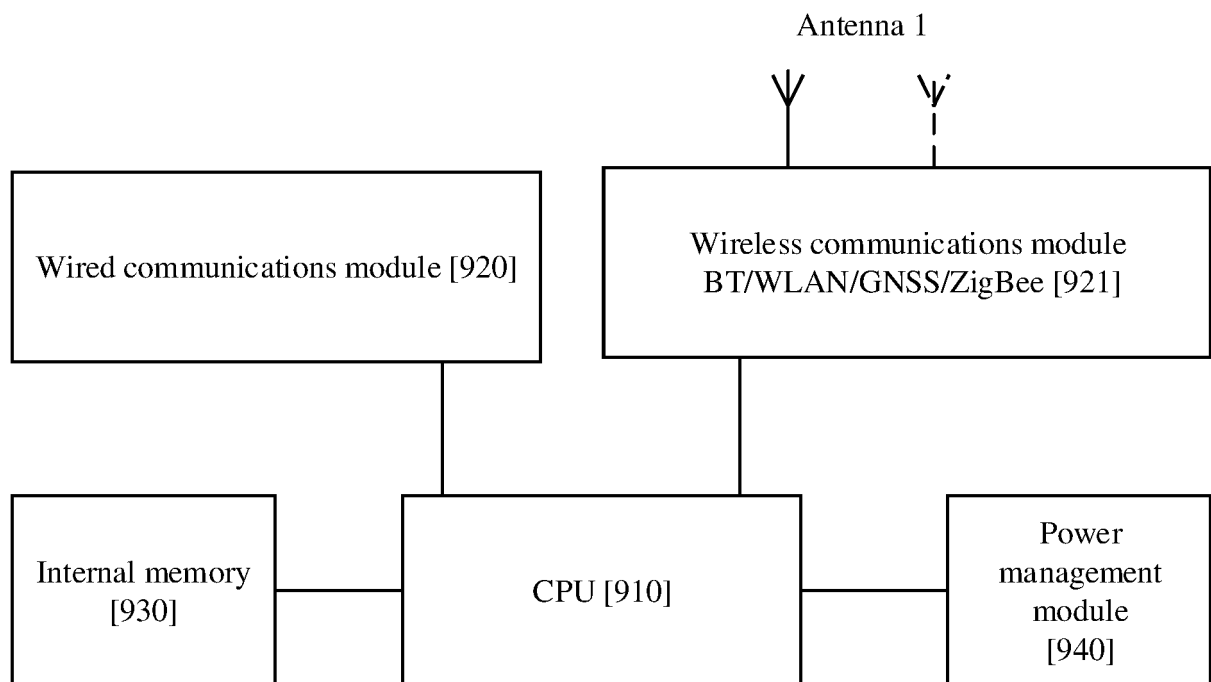 Antenna 1
Wired communications module [920]
Wireless communications module
BT/WLAN/GNSS/ZigBee [921]
Internal memory
[930]
CPU [910]
Power
management
module
[940]